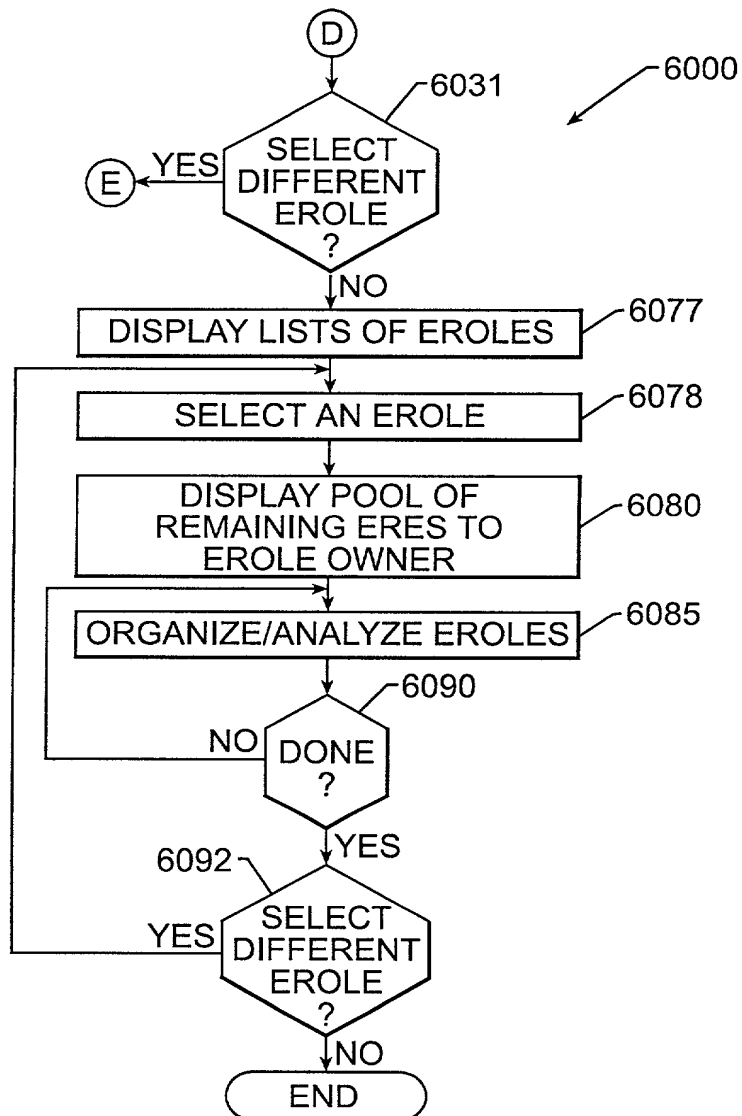 D
6031
6000
SELECT
DIFFERENT
EROLE
?
YES
E
NO
DISPLAY LISTS OF EROLES
6077
SELECT AN EROLE
6078
DISPLAY POOL OF
REMAINING ERES TO
EROLE OWNER
6080
ORGANIZE/ANALYZE EROLES
6085
6090
NO
DONE
?
YES
6092
YES
SELECT
DIFFERENT
EROLE
?
NO
END